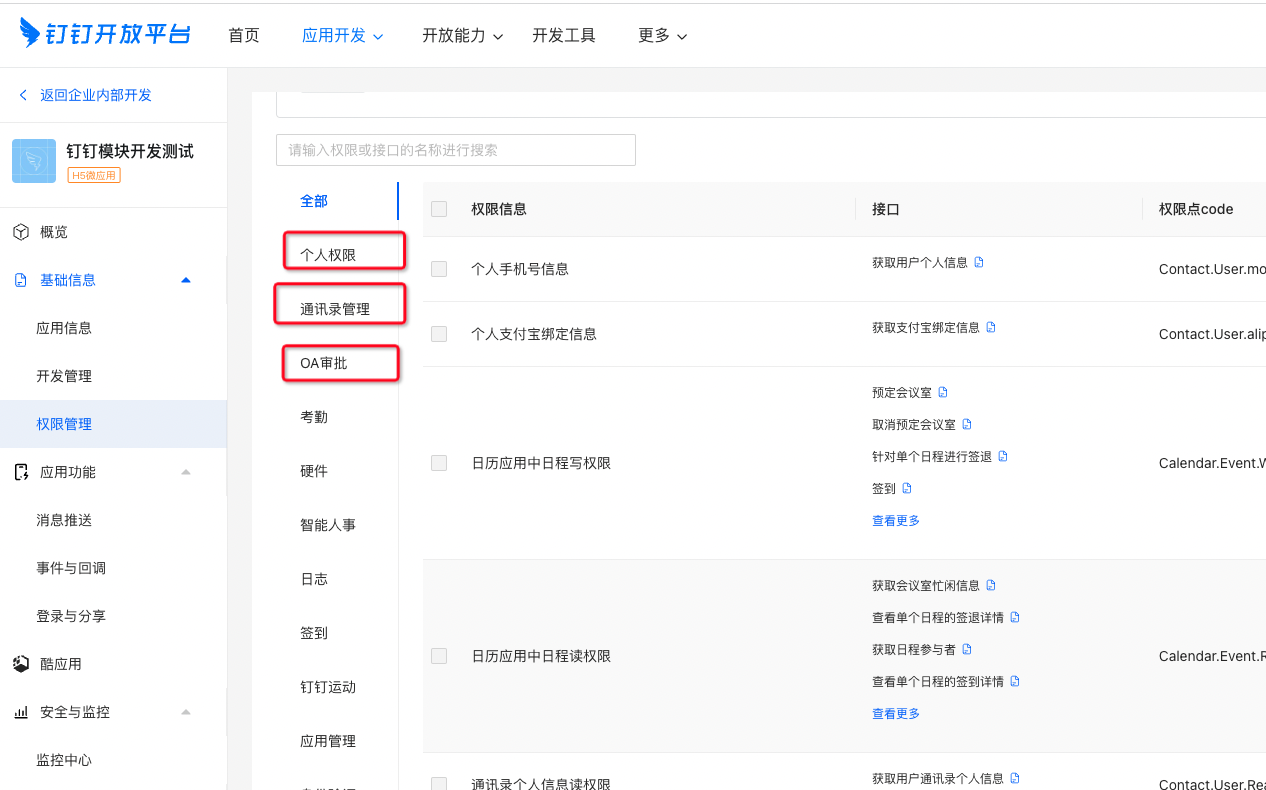 钉钉开放平台 首页 应用开发 开放能力 开发工具 更多
返回企业内部开发
钉钉模块开发测试
H5微应用
概览
基础信息
应用信息
开发管理
权限管理
应用功能
消息推送
事件与回调
登录与分享
酷应用
安全与监控
监控中心
请输入权限或接口的名称进行搜索
全部
个人权限
通讯录管理
OA审批
考勤
硬件
智能人事
日志
签到
钉钉运动
应用管理
权限信息 接口 权限点code
个人手机号信息 获取用户个人信息 Contact.User.mo
个人支付宝绑定信息 获取支付宝绑定信息 Contact.User.alip
日历应用中日程写权限
预定会议室
取消预定会议室
针对单个日程进行签退
签到
查看更多
Calendar.Event.W
日历应用中日程读权限
获取会议室忙闲信息
查看单个日程的签退详情
获取日程参与者
查看单个日程的签到详情
查看更多
Calendar.Event.R
通讯录个人信息读权限 获取用户通讯录个人信息 Contact.User.Rea